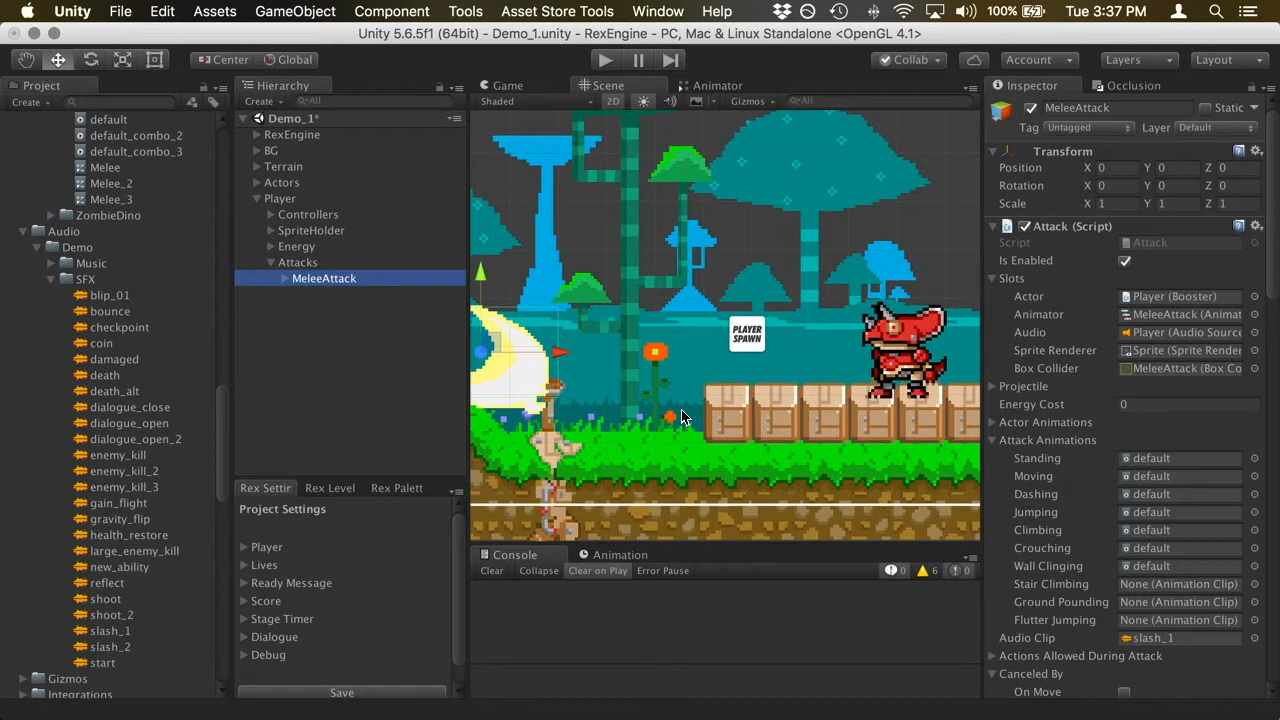 Unity File Edit Assets GameObject Component Tools Asset Store Tools Window Help 100% Tue 3:37 PM
Unity 5.6.5f1 (64bit) - Demo_1.unity - RexEngine - PC, Mac & Linux Standalone <OpenGL 4.1>
Center Global Collab Account Layers Layout
Project
Create
default
default_combo_2
default_combo_3
Melee
Melee_2
Melee_3
ZombieDino
Audio
Demo
Music
SFX
blip_01
bounce
checkpoint
coin
damaged
death
death_alt
dialogue_close
dialogue_open
dialogue_open_2
enemy_kill
enemy_kill_2
enemy_kill_3
gain_flight
gravity_flip
health_restore
large_enemy_kill
new_ability
reflect
shoot
shoot_2
slash_1
slash_2
start
Gizmos
Integrations
Hierarchy
Create All
Demo_1*
RexEngine
BG
Terrain
Actors
Player
Controllers
SpriteHolder
Energy
Attacks
MeleeAttack
Rex Settin Rex Level Rex Palett
Project Settings
Player
Lives
Ready Message
Score
Stage Timer
Dialogue
Debug
Save
Game Scene Animator
Shaded 2D Gizmos All
PLAYER
SPAWN
Console Animation
Clear Collapse Clear on Play Error Pause 0 6 0
Inspector Occlusion
MeleeAttack Static
Tag Untagged Layer Default
Transform
Position X 0 Y 0 Z 0
Rotation X 0 Y 0 Z 0
Scale X 1 Y 1 Z 1
Attack (Script)
Script Attack
Is Enabled
Slots
Actor Player (Booster)
Animator MeleeAttack (Animat
Audio Player (Audio Source
Sprite Renderer Sprite (Sprite Render
Box Collider MeleeAttack (Box Co
Projectile
Energy Cost 0
Actor Animations
Attack Animations
Standing default
Moving default
Dashing default
Jumping default
Climbing default
Crouching default
Wall Clinging default
Stair Climbing None (Animation Clip)
Ground Pounding None (Animation Clip)
Flutter Jumping None (Animation Clip)
Audio Clip slash_1
Actions Allowed During Attack
Canceled By
On Move